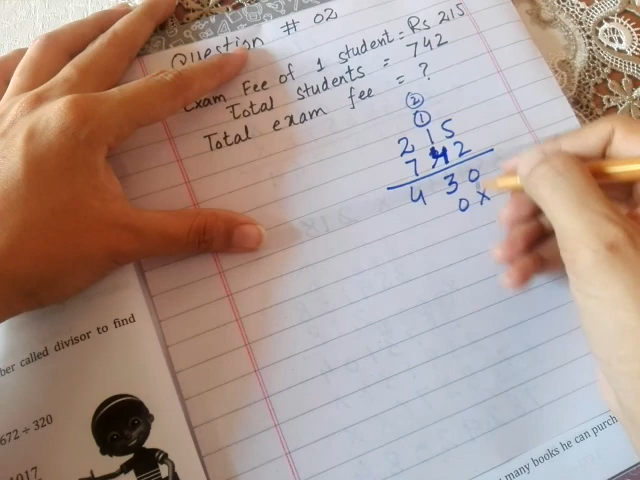 Question # 02
Exam Fee of 1 student = Rs 215
Total students = 742
Total exam fee = ?
2
1
2 1 5
7 4 2
4 3 0
0 x
ber called divisor to find
672 ÷ 320
many books he can purch